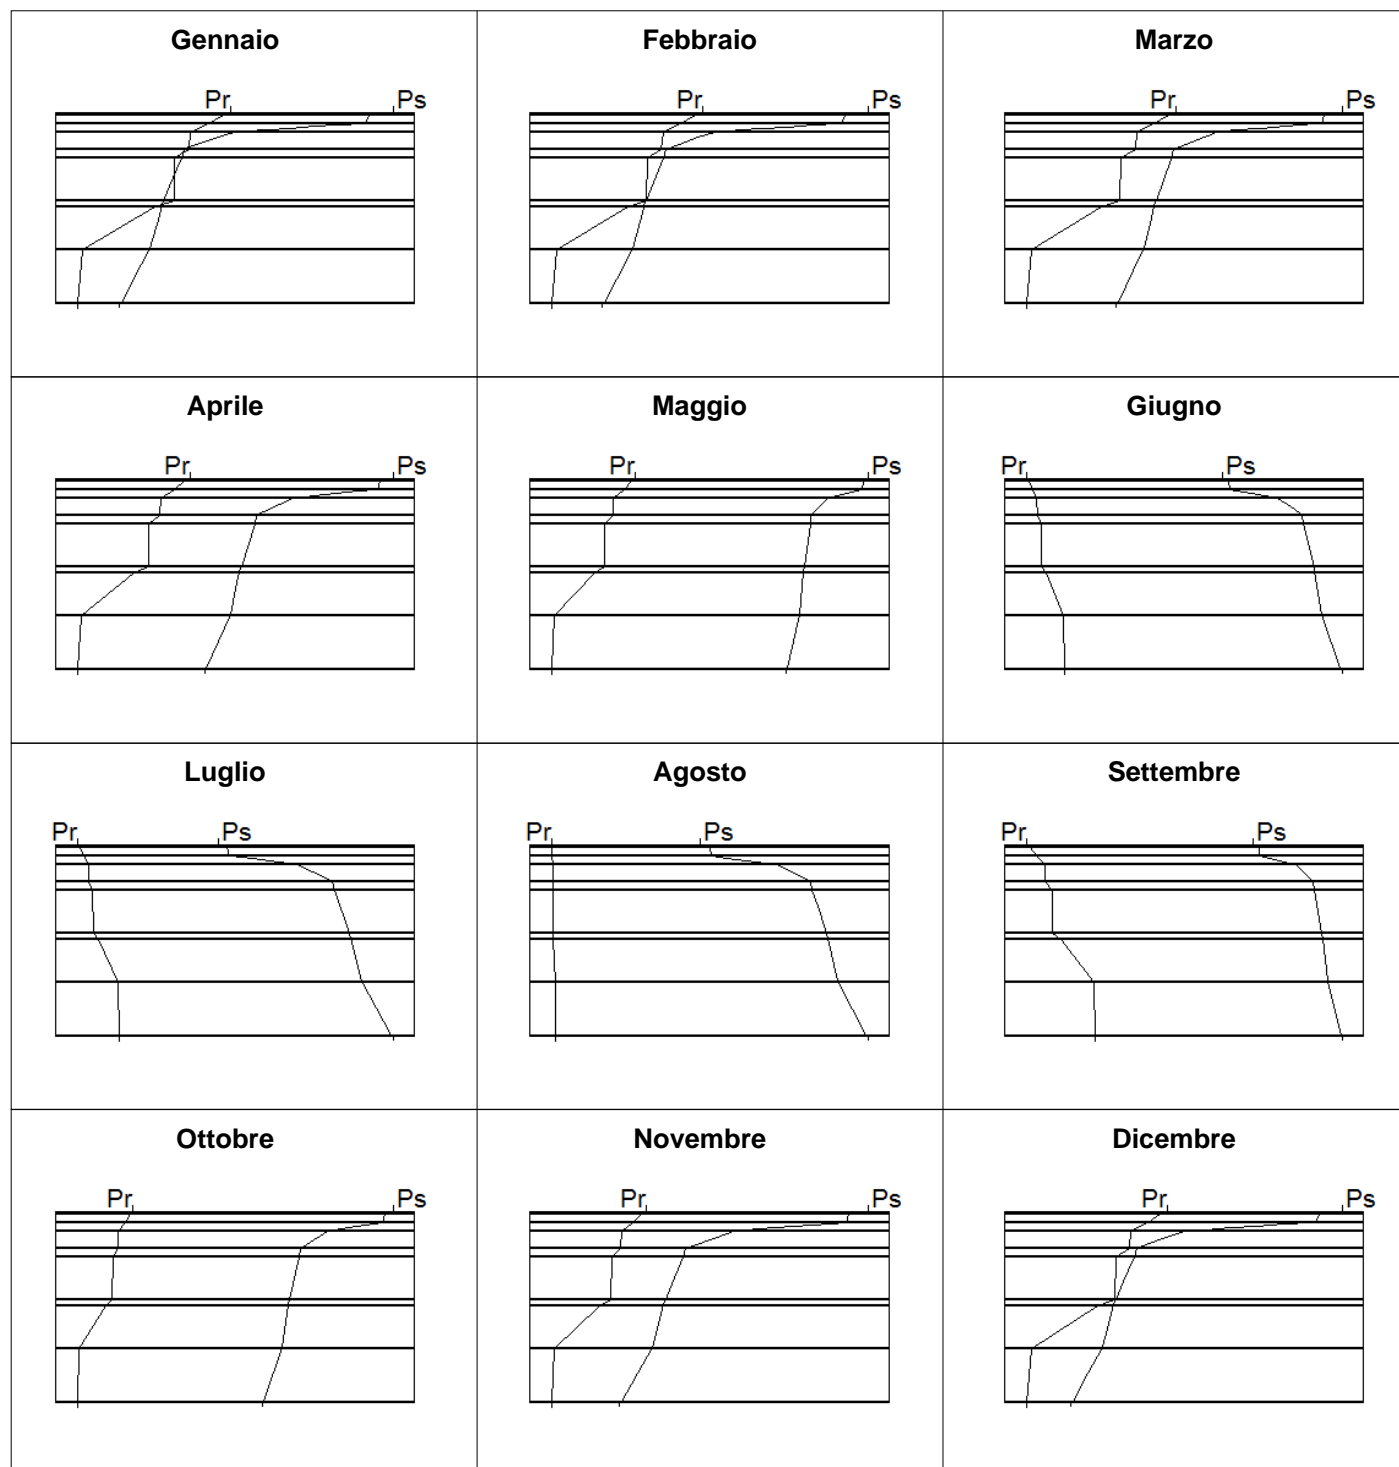 Gennaio Febbraio Marzo
Pr Ps Pr Ps Pr Ps
Aprile Maggio Giugno
Pr Ps Pr Ps Pr Ps
Luglio Agosto Settembre
Pr Ps Pr Ps Pr Ps
Ottobre Novembre Dicembre
Pr Ps Pr Ps Pr Ps